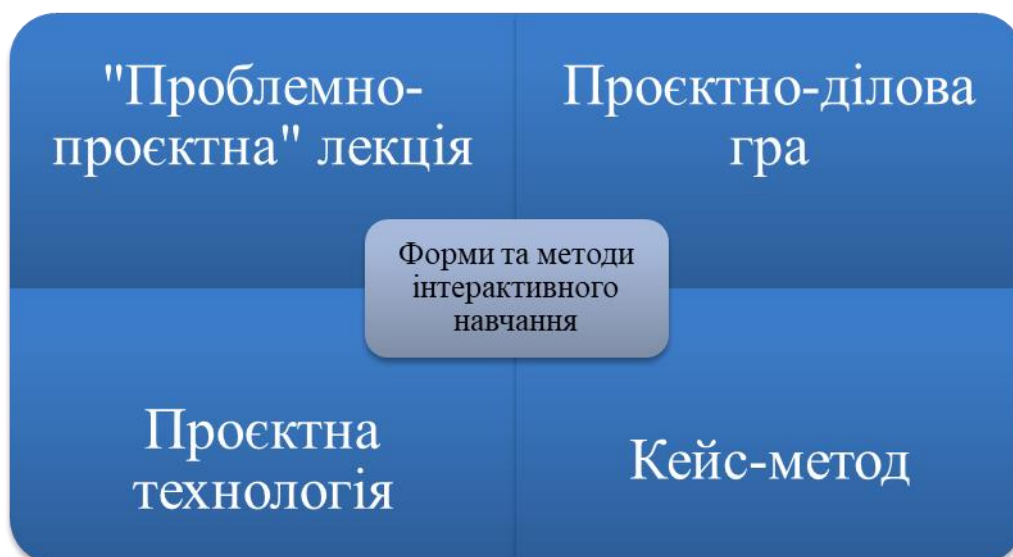 "Проблемно-
проєктна" лекція
Проєктно-ділова
гра
Форми та методи
інтерактивного
навчання
Проєктна
технологія
Кейс-метод